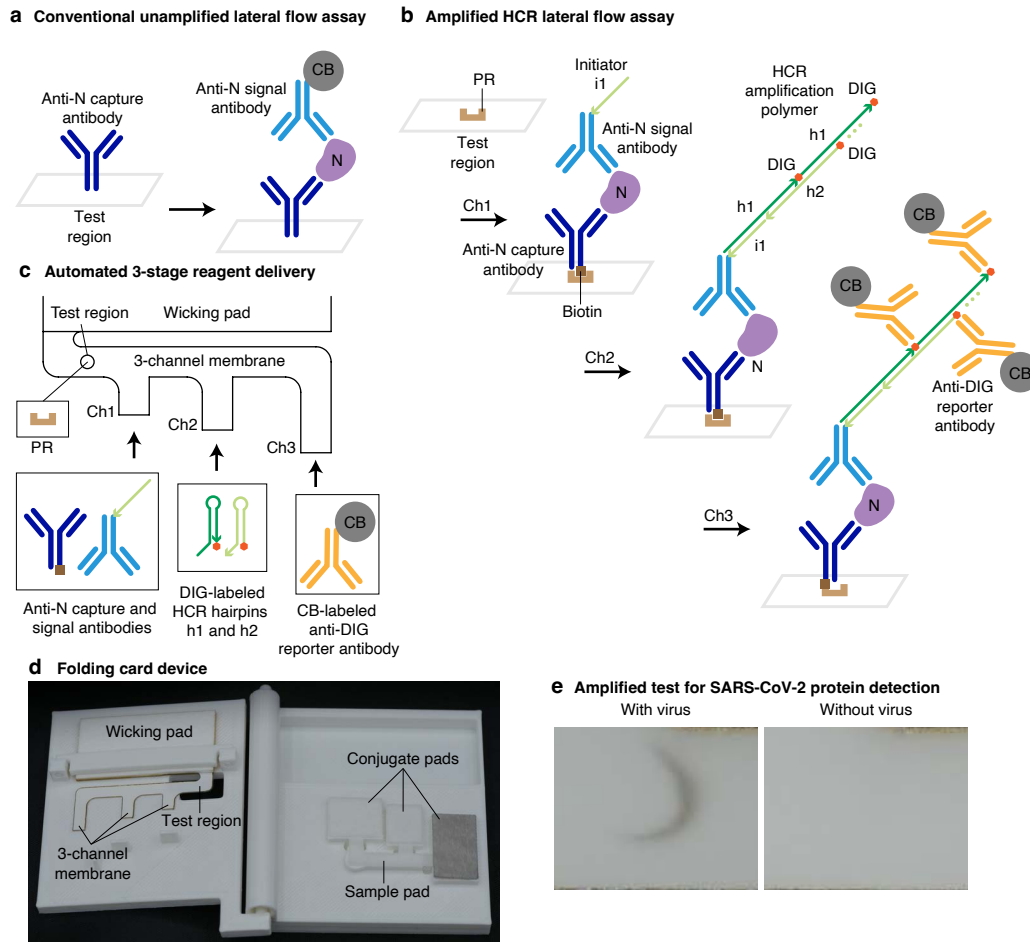 a Conventional unamplified lateral flow assay
CB
Anti-N signal
antibody
Anti-N capture
antibody
N
Test
region
b Amplified HCR lateral flow assay
PR
Test
region
Initiator
i1
Anti-N signal
antibody
N
Ch1
Anti-N capture
antibody
Biotin
HCR
amplification
polymer
DIG
h1
DIG
DIG
h2
h1
i1
Ch2
N
CB
CB
CB
Anti-DIG
reporter
antibody
Ch3
N
c Automated 3-stage reagent delivery
Test region
Wicking pad
3-channel membrane
Ch1
Ch2
Ch3
PR
CB
Anti-N capture and
signal antibodies
DIG-labeled
HCR hairpins
h1 and h2
CB-labeled
anti-DIG
reporter antibody
d Folding card device
Wicking pad
Test region
3-channel
membrane
Conjugate pads
Sample pad
e Amplified test for SARS-CoV-2 protein detection
With virus
Without virus